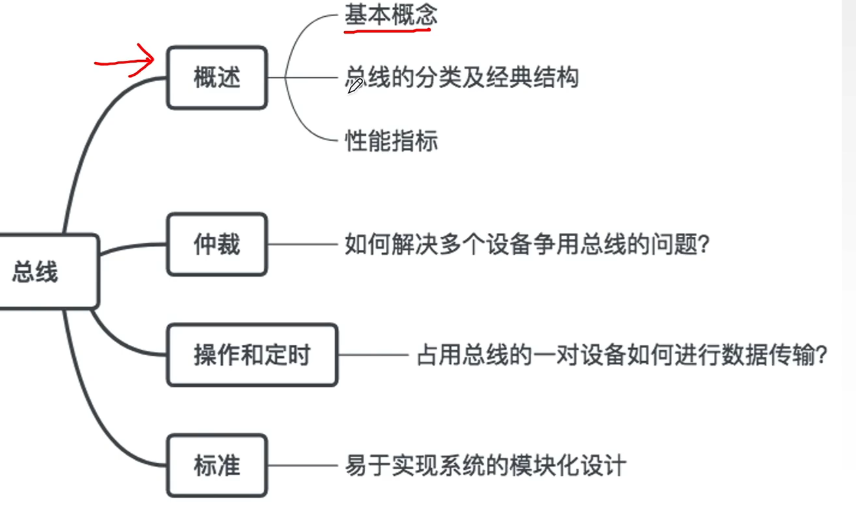 基本概念
概述
总线的分类及经典结构
性能指标
仲裁
如何解决多个设备争用总线的问题?
总线
操作和定时
占用总线的一对设备如何进行数据传输?
标准
易于实现系统的模块化设计